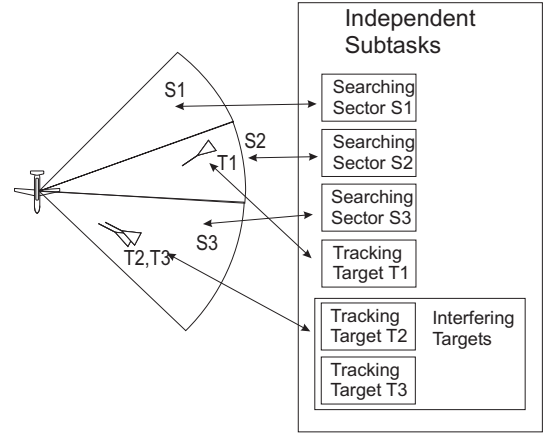 Independent
Subtasks
S1
S2
T1
S3
T2,T3
Searching
Sector S1
Searching
Sector S2
Searching
Sector S3
Tracking
Target T1
Tracking
Target T2
Interfering
Targets
Tracking
Target T3